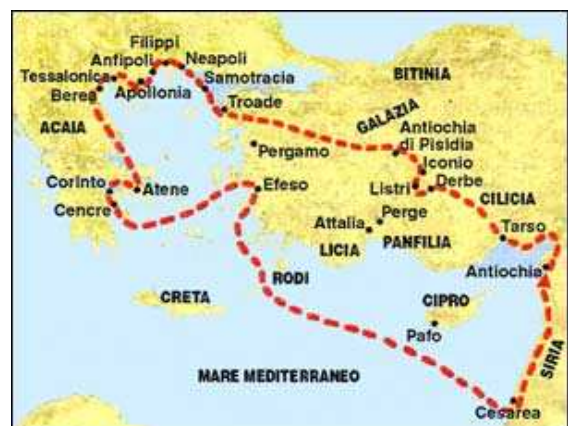 Filippi
Anfipoli
Neapoli
Tessalonica
Samotracia
BITINIA
Berea
Apollonia
Troade
GALAZIA
ACAIA
Antiochia
di Pisidia
Pergamo
Iconio
Corinto
Atene
Efeso
Listri
Derbe
CILICIA
Cencre
Attalia
Perge
Tarso
LICIA
PANFILIA
Antiochia
RODI
CRETA
CIPRO
Pafo
SIRIA
MARE MEDITERRANEO
Cesarea